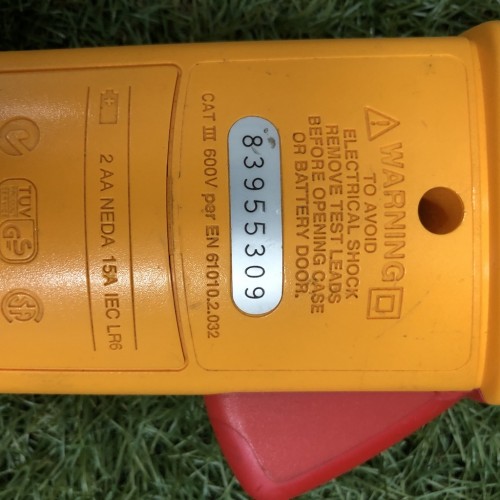 WARNING
TO AVOID
ELECTRICAL SHOCK
REMOVE TEST LEADS
BEFORE OPENING CASE
OR BATTERY DOOR.
83955309
CAT III 600V per EN 61010.2.032
2 AA NEDA 15A IEC LR6
TUV
GS